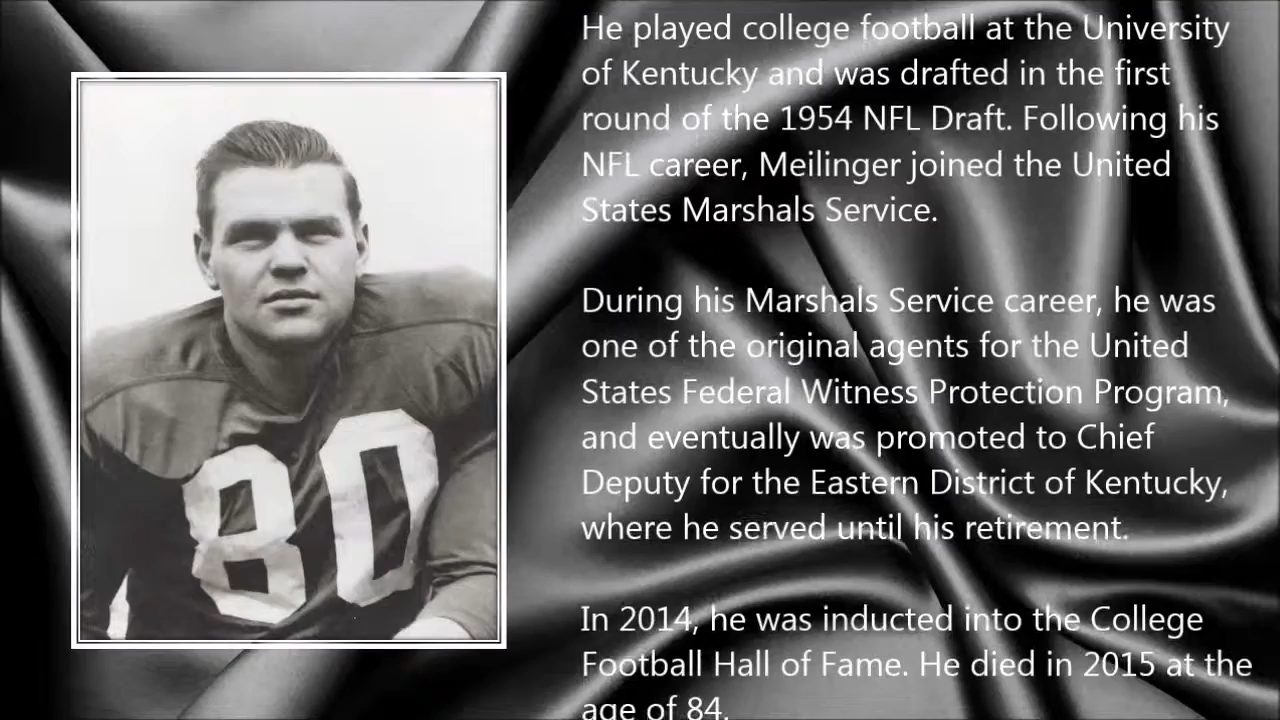 He played college football at the University
of Kentucky and was drafted in the first
round of the 1954 NFL Draft. Following his
NFL career, Meilinger joined the United
States Marshals Service.
During his Marshals Service career, he was
one of the original agents for the United
States Federal Witness Protection Program,
and eventually was promoted to Chief
Deputy for the Eastern District of Kentucky,
where he served until his retirement.
In 2014, he was inducted into the College
Football Hall of Fame. He died in 2015 at the
age of 84.
80